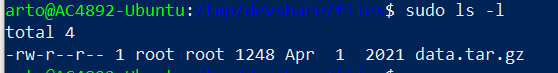 arto@AC4892-Ubuntu:/tmp/devshare/files$ sudo ls -l
total 4
-rw-r--r-- 1 root root 1248 Apr  1  2021 data.tar.gz